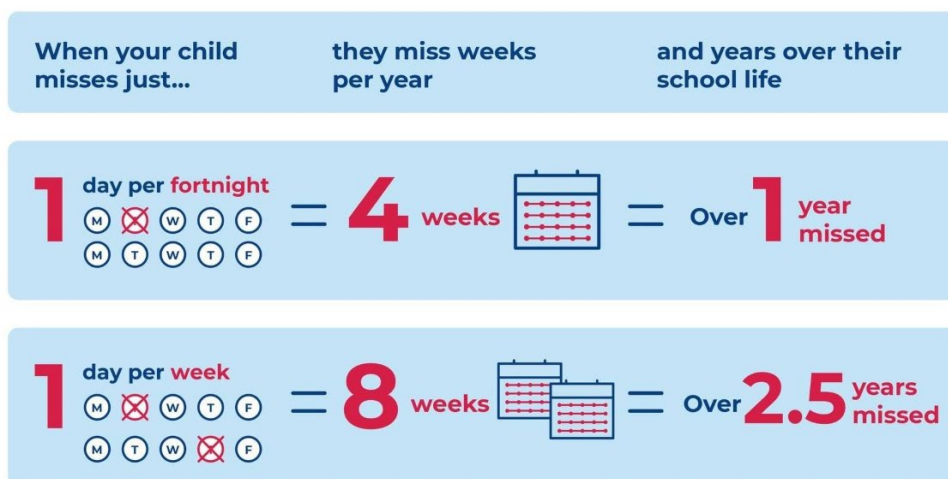 When your child
misses just...
they miss weeks
per year
and years over their
school life
1 day per fortnight
M T W T F
M T W T F
= 4 weeks = Over 1 year
missed
1 day per week
M T W T F
M T W T F
= 8 weeks = Over 2.5 years
missed